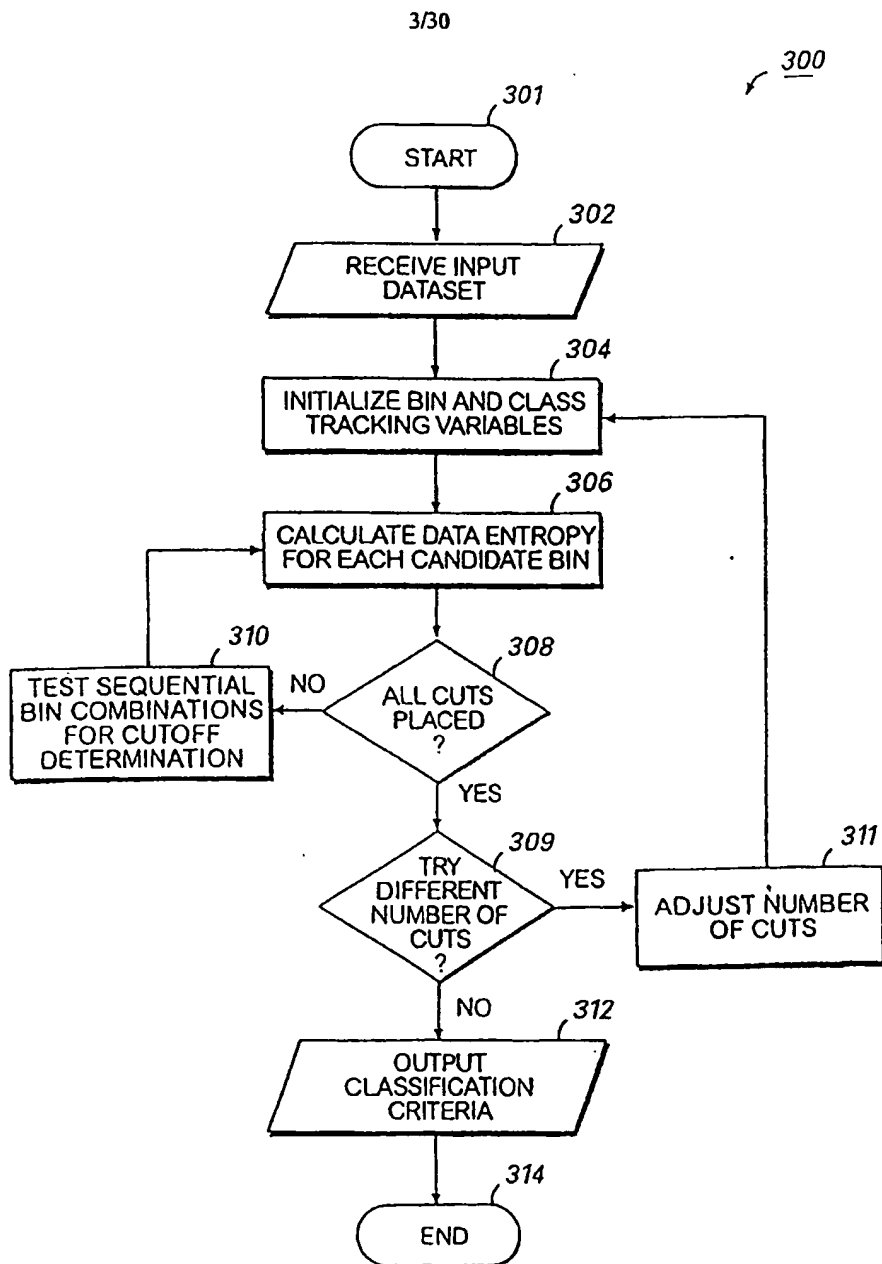 3/30
300
301
START
302
RECEIVE INPUT
DATASET
304
INITIALIZE BIN AND CLASS
TRACKING VARIABLES
306
CALCULATE DATA ENTROPY
FOR EACH CANDIDATE BIN
308
ALL CUTS
PLACED
?
NO
310
TEST SEQUENTIAL
BIN COMBINATIONS
FOR CUTOFF
DETERMINATION
YES
309
TRY
DIFFERENT
NUMBER OF
CUTS
?
YES
311
ADJUST NUMBER
OF CUTS
NO
312
OUTPUT
CLASSIFICATION
CRITERIA
314
END